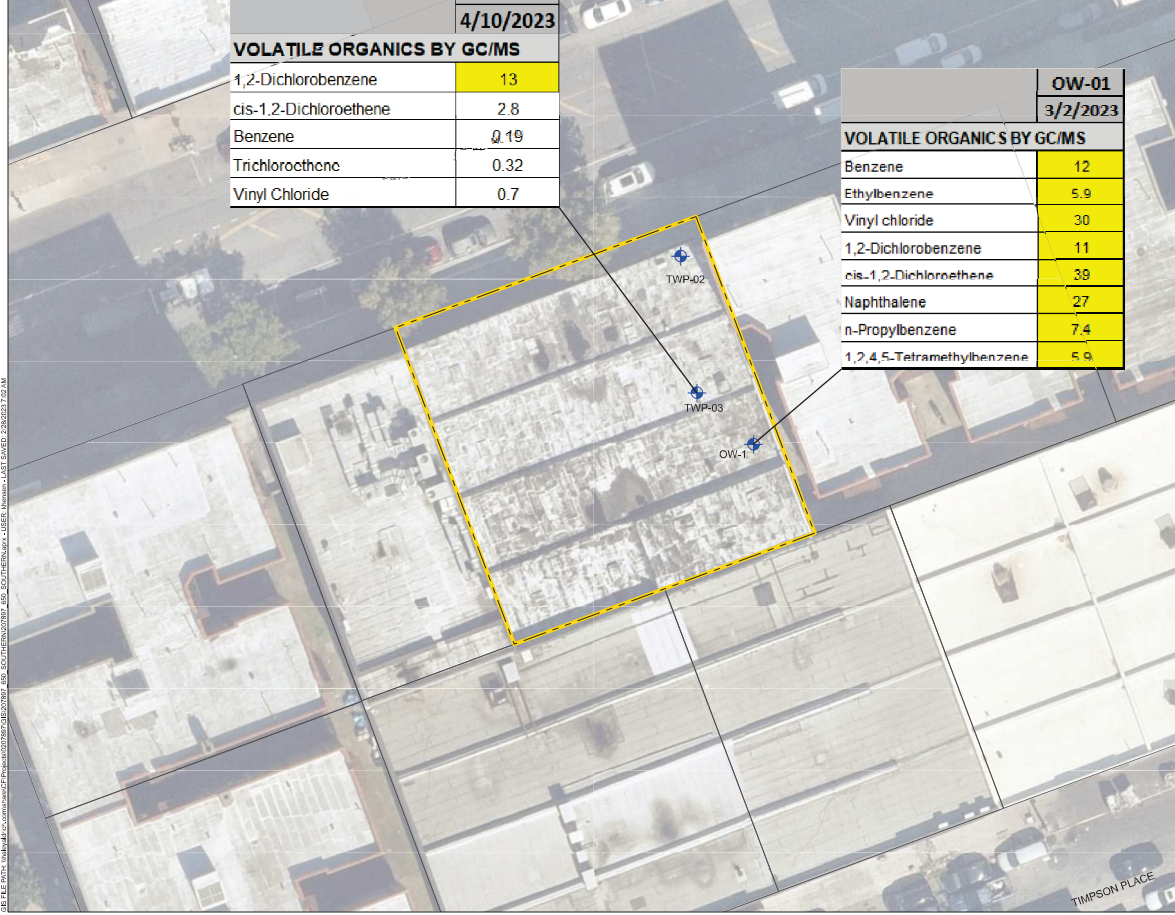 4/10/2023
VOLATILE ORGANICS BY GC/MS
1,2-Dichlorobenzene 13
cis-1,2-Dichloroethene 2.8
Benzene 0.19
Trichloroethene 0.32
Vinyl Chloride 0.7
OW-01
3/2/2023
VOLATILE ORGANICS BY GC/MS
Benzene 12
Ethylbenzene 5.9
Vinyl chloride 30
1,2-Dichlorobenzene 11
cis-1,2-Dichloroethene 39
Naphthalene 27
n-Propylbenzene 7.4
1,2,4,5-Tetramethylbenzene 5.9
TWP-02
TWP-03
OW-1
TIMPSON PLACE